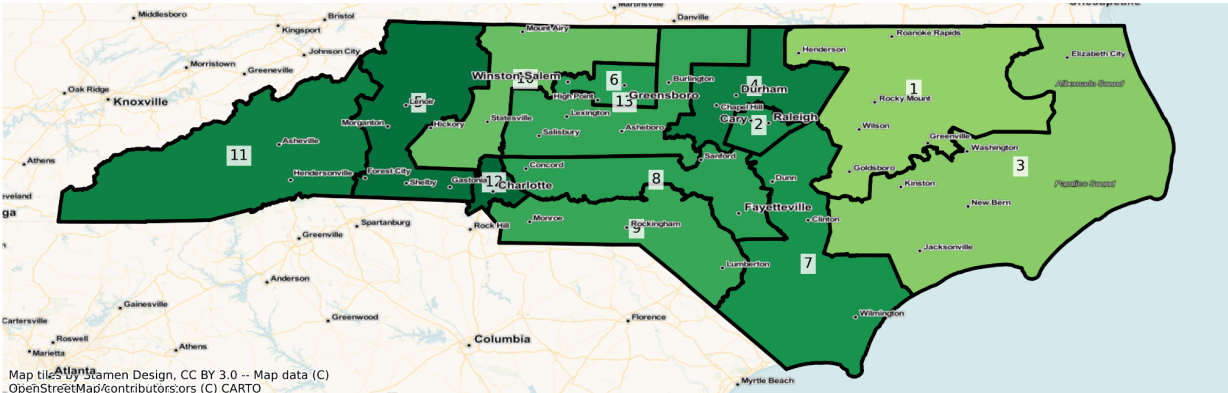 Middlesboro
Bristol
Kingsport
Martinsville
Danville
Chesapeake
Mount Airy
Roanoke Rapids
Henderson
Johnson City
Elizabeth City
Morristown
Greeneville
Winston-Salem
10
6
Burlington
4
Durham
1
Albemarle Sound
Oak Ridge
Knoxville
5
Lenoir
High Point
13
Greensboro
Rocky Mount
Chapel Hill
Lexington
Cary
2
Raleigh
Morganton
Hickory
Statesville
Salisbury
Asheboro
Wilson
Greenville
Asheville
Washington
11
Sanford
Athens
3
Concord
Goldsboro
Hendersonville
Forest City
Shelby
Gastonia
12
Charlotte
8
Dunn
Kinston
Pamlico Sound
Cleveland
New Bern
ga
Fayetteville
Clinton
Spartanburg
Rock Hill
Monroe
Rockingham
9
Greenville
Jacksonville
Lumberton
7
Anderson
Gainesville
Greenwood
Florence
Wilmington
Cartersville
Roswell
Athens
Columbia
Marietta
Atlanta
Myrtle Beach
Map tiles by Stamen Design, CC BY 3.0 -- Map data (C)
OpenStreetMap contributors (C) CARTO